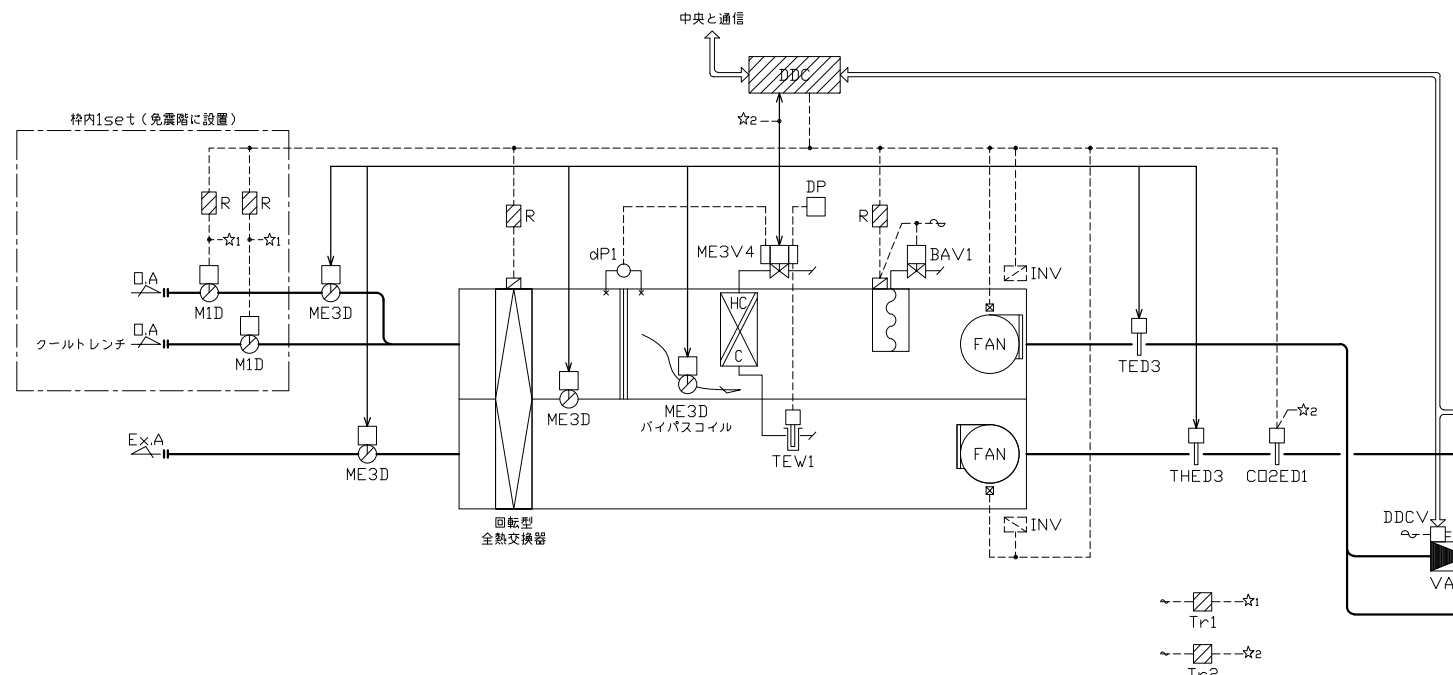 中央と通信
DDC
☆2
枠内1set（免震階に設置）
R
R
☆1
☆1
R
R
DP
dP1
ME3V4
BAV1
INV
O.A
M1D
ME3D
O.A
クールトレンチ
M1D
HC
C
FAN
TED3
ME3D
ME3D
バイパスコイル
TEW1
Ex.A
ME3D
FAN
THED3
CO2ED1
☆2
回転型
全熱交換器
INV
DDCV
VA
Tr1
☆1
Tr2
☆2